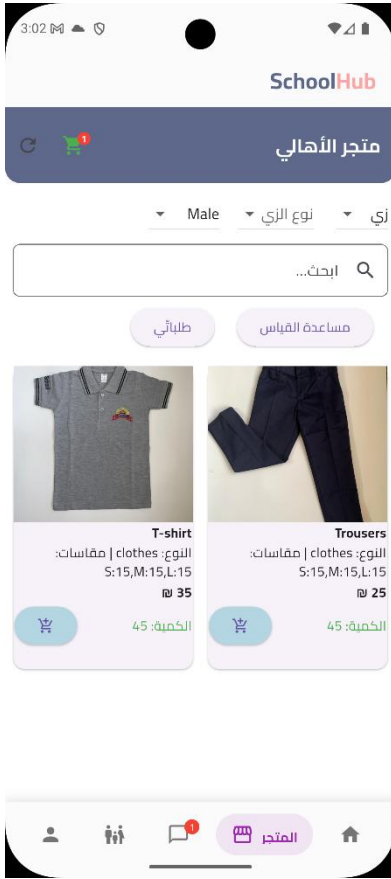 3:02
SchoolHub
متجر الأهالي
1
زي
نوع الزي
Male
ابحث...
مساعدة القياس
طلباتي
Trousers
النوع: clothes | مقاسات:
S:15,M:15,L:15
25 ₪
الكمية: 45
T-shirt
النوع: clothes | مقاسات:
S:15,M:15,L:15
35 ₪
الكمية: 45
المتجر
1